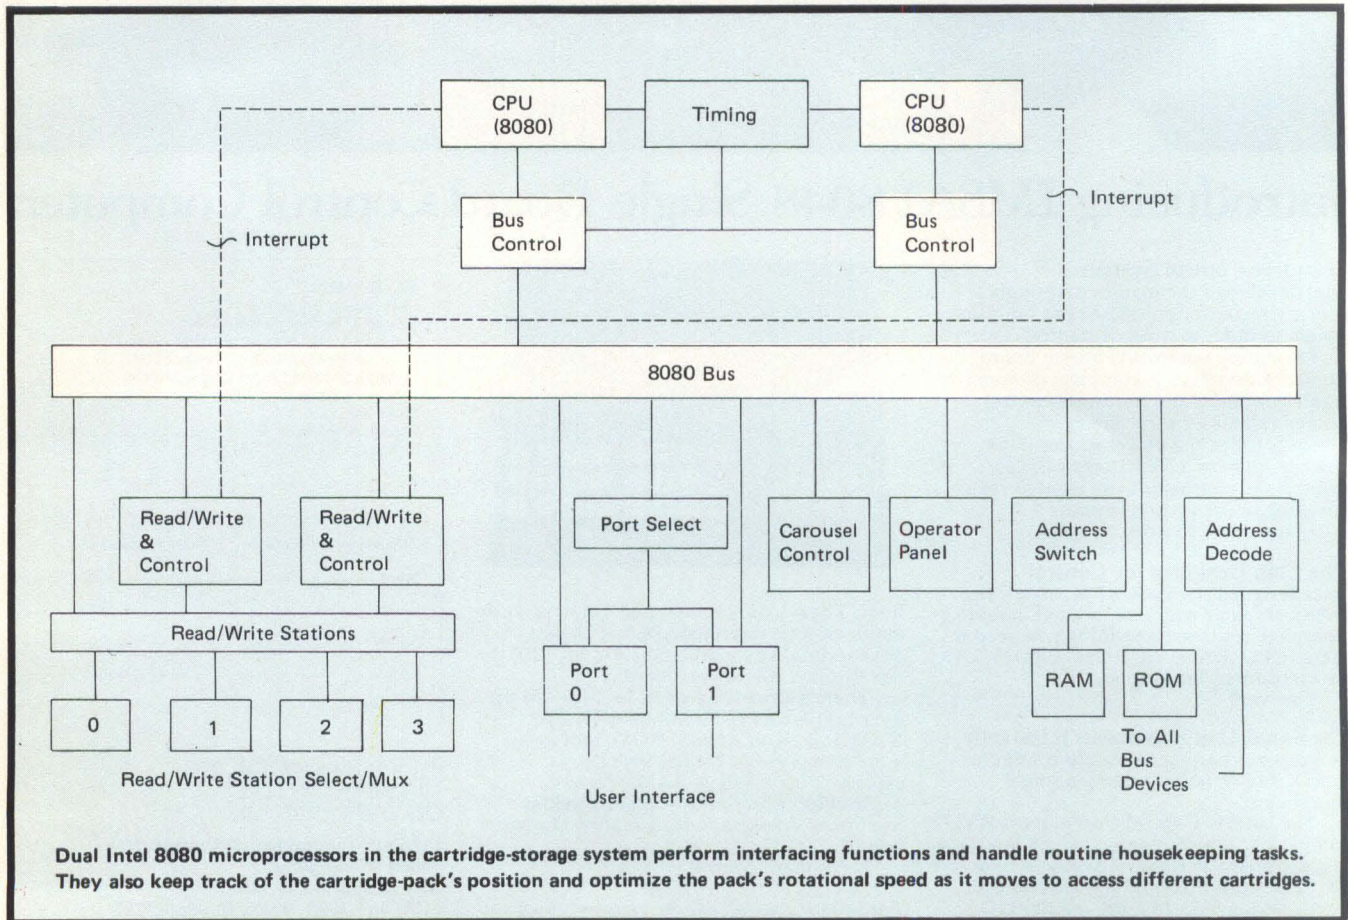 CPU
(8080)
Timing
CPU
(8080)
Interrupt
Bus
Control
Bus
Control
Interrupt
8080 Bus
Read/Write
&
Control
Read/Write
&
Control
Port Select
Carousel
Control
Operator
Panel
Address
Switch
Address
Decode
Read/Write Stations
Port
0
Port
1
RAM
ROM
0
1
2
3
To All
Bus
Devices
Read/Write Station Select/Mux
User Interface
Dual Intel 8080 microprocessors in the cartridge-storage system perform interfacing functions and handle routine housekeeping tasks.
They also keep track of the cartridge-pack's position and optimize the pack's rotational speed as it moves to access different cartridges.